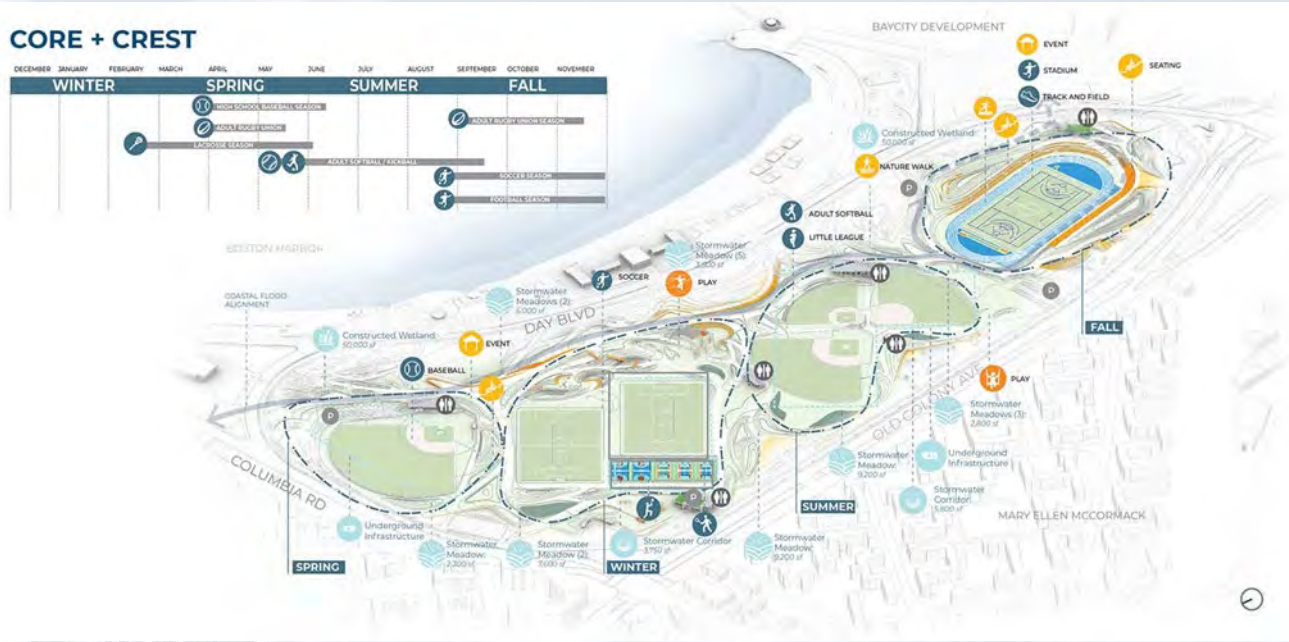 CORE + CREST
DECEMBER JANUARY FEBRUARY MARCH APRIL MAY JUNE JULY AUGUST SEPTEMBER OCTOBER NOVEMBER
WINTER SPRING SUMMER FALL
HIGH SCHOOL BASEBALL SEASON
ADULT RUGBY UNION
ADULT RUGBY UNION SEASON
LACROSSE SEASON
ADULT SOFTBALL / KICKBALL
SOCCER SEASON
FOOTBALL SEASON
BAYCITY DEVELOPMENT
EVENT
STADIUM
SEATING
TRACK AND FIELD
Constructed Wetland:
50,000 sf
NATURE WALK
P
ADULT SOFTBALL
LITTLE LEAGUE
BOSTON HARBOR
Stormwater
Meadow (5):
SOCCER
PLAY
COASTAL FLOOD
ALIGNMENT
Stormwater
Meadows (2):
6,000 sf
DAY BLVD
P
FALL
Constructed Wetland:
50,000 sf
EVENT
BASEBALL
OLD COLONY AVE
PLAY
Stormwater
Meadows (3):
2,800 sf
P
COLUMBIA RD
Stormwater
Meadow:
9,200 sf
Underground
Infrastructure
Stormwater
Corridor:
5,800 sf
P
SUMMER
MARY ELLEN MCCORMACK
Underground
Infrastructure
Stormwater
Meadow:
Stormwater
Meadow (2):
7,600 sf
Stormwater Corridor
3,750 sf
Stormwater
Meadow:
9,200 sf
SPRING
WINTER